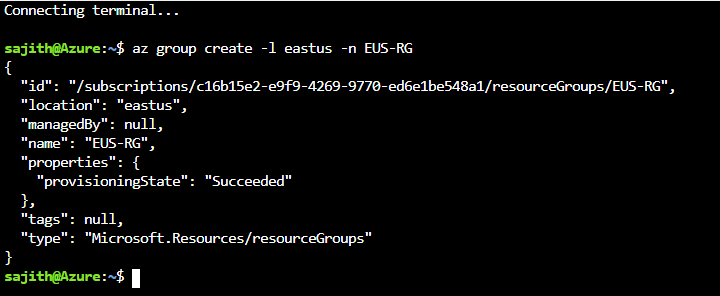 Connecting terminal...
sajith@Azure:~$ az group create -l eastus -n EUS-RG
{
  "id": "/subscriptions/c16b15e2-e9f9-4269-9770-ed6e1be548a1/resourceGroups/EUS-RG",
  "location": "eastus",
  "managedBy": null,
  "name": "EUS-RG",
  "properties": {
    "provisioningState": "Succeeded"
  },
  "tags": null,
  "type": "Microsoft.Resources/resourceGroups"
}
sajith@Azure:~$